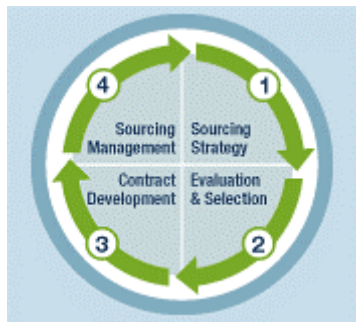 4
1
Sourcing Management
Sourcing Strategy
Contract Development
Evaluation & Selection
3
2